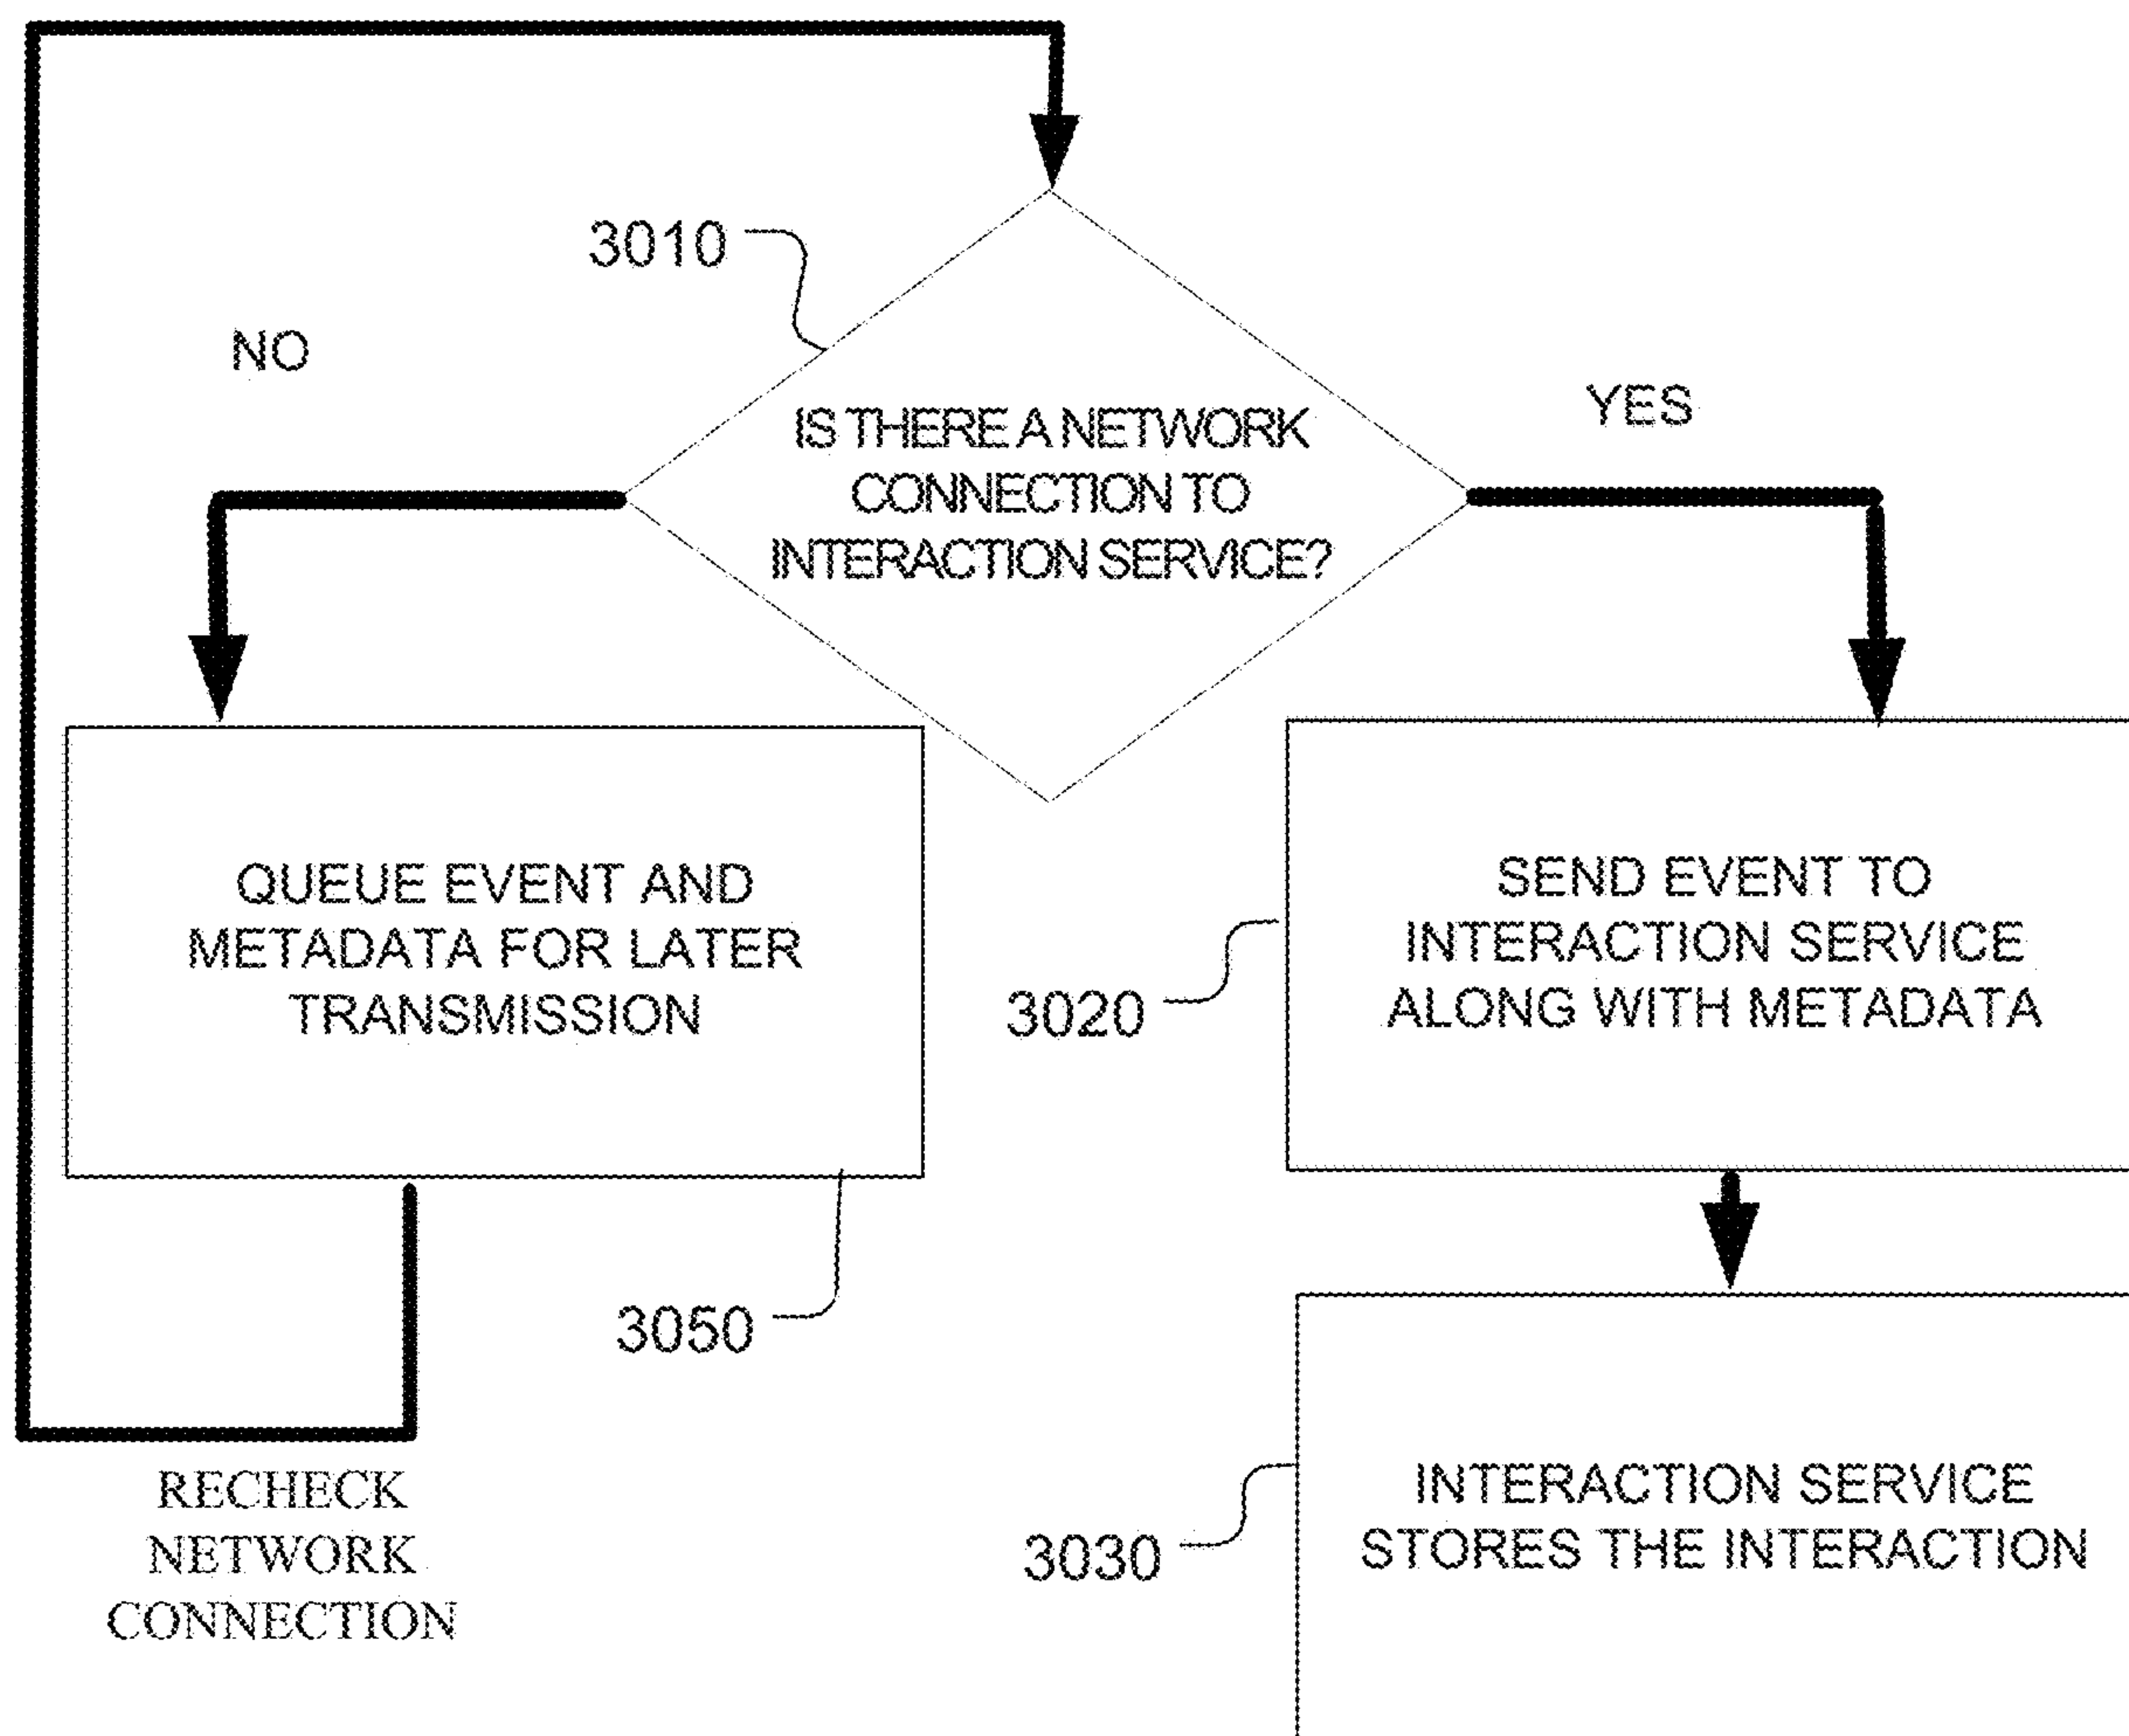 3010
NO
YES
IS THERE A NETWORK
CONNECTION TO
INTERACTION SERVICE?
QUEUE EVENT AND
METADATA FOR LATER
TRANSMISSION
3050
SEND EVENT TO
INTERACTION SERVICE
ALONG WITH METADATA
3020
INTERACTION SERVICE
STORES THE INTERACTION
3030
RECHECK
NETWORK
CONNECTION